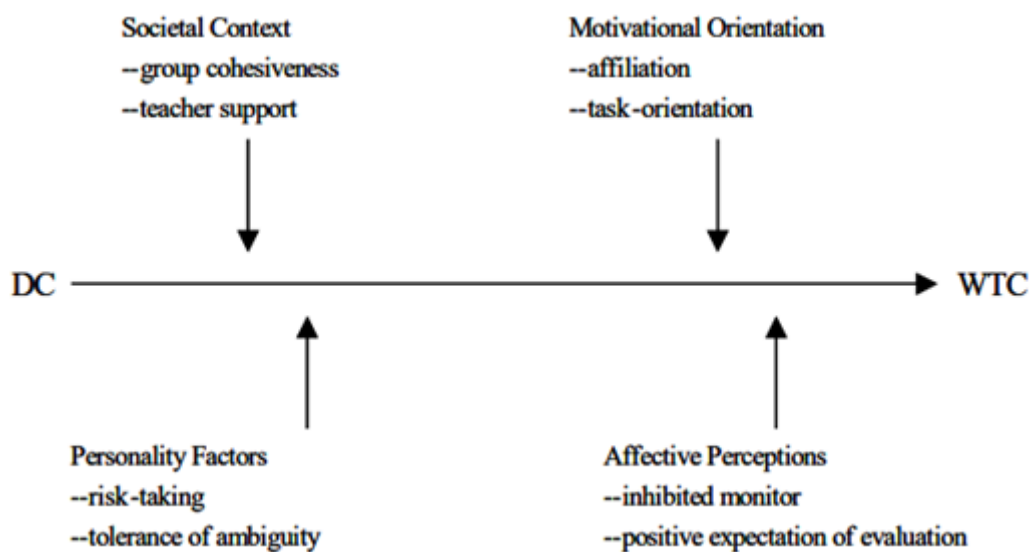 Societal Context
--group cohesiveness
--teacher support
Motivational Orientation
--affiliation
--task-orientation
DC
WTC
Personality Factors
--risk-taking
--tolerance of ambiguity
Affective Perceptions
--inhibited monitor
--positive expectation of evaluation